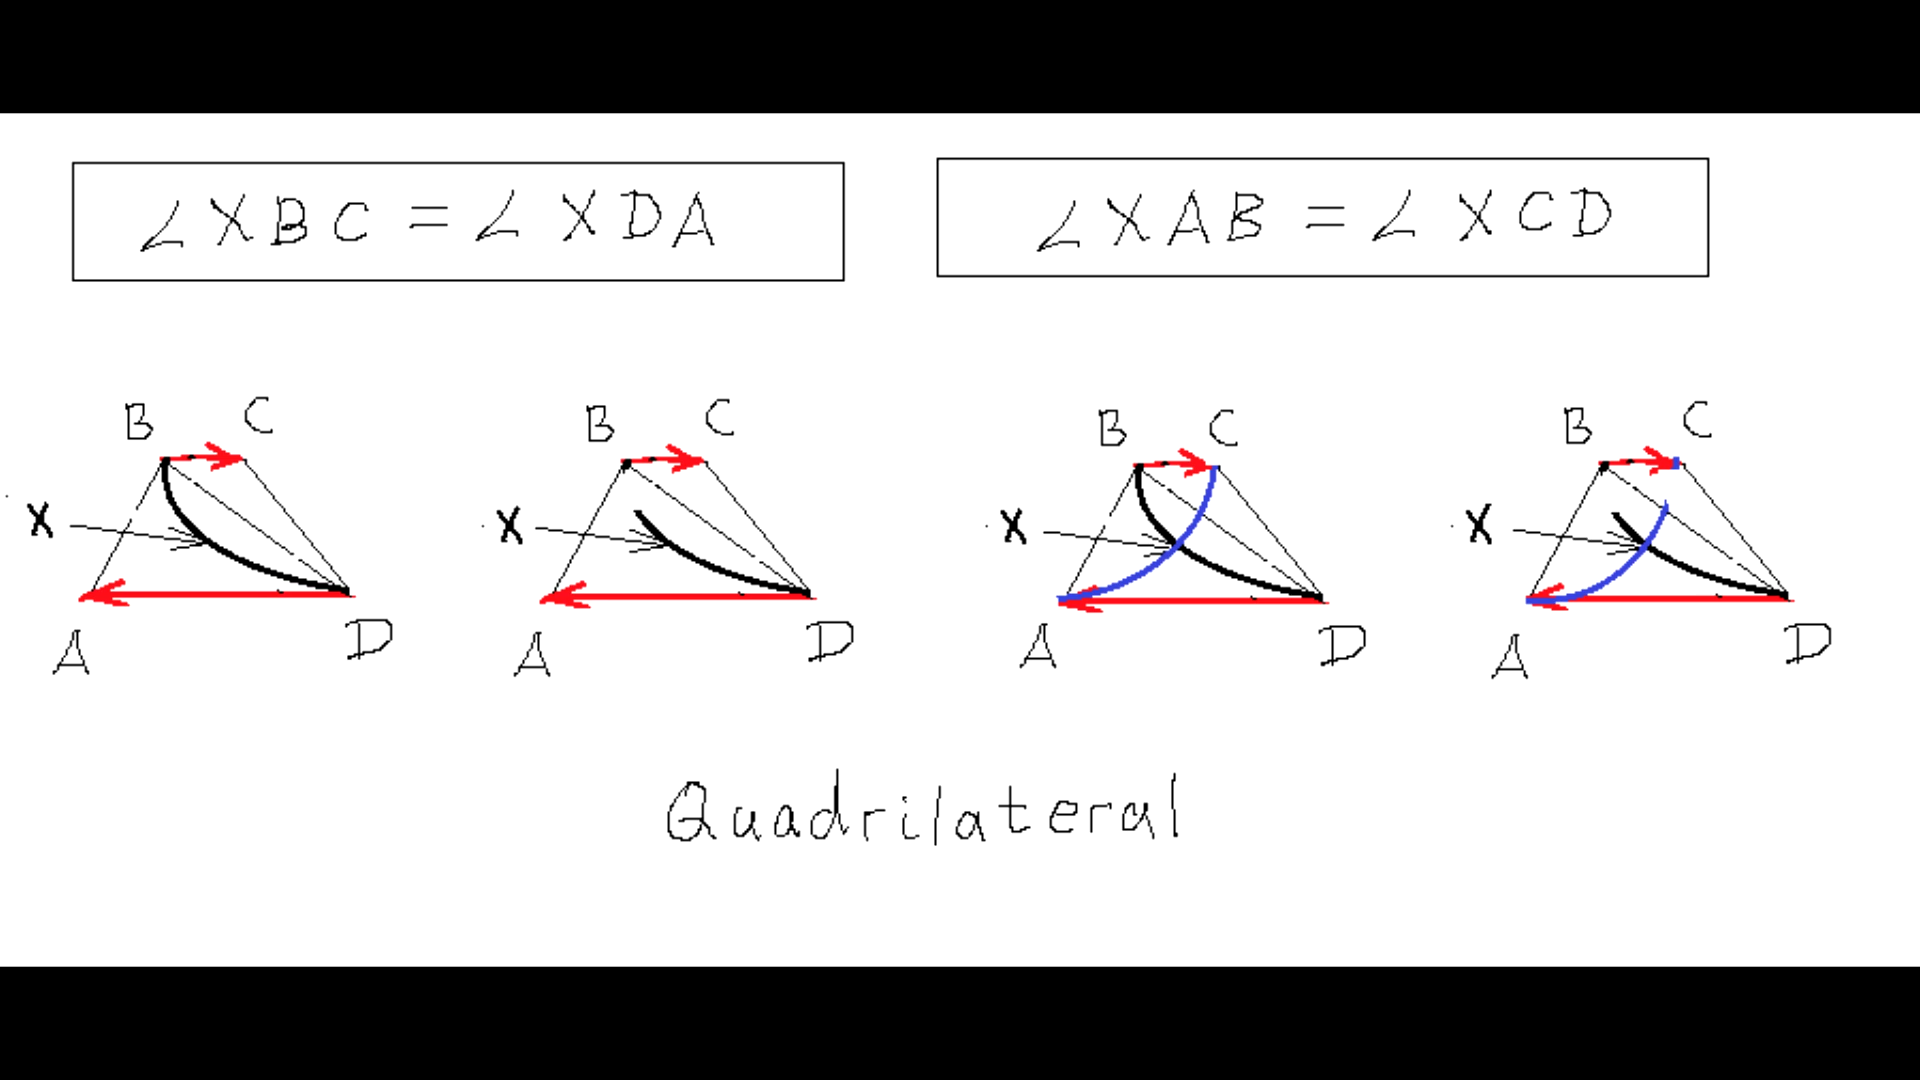 ∠XBC = ∠XDA
∠XAB = ∠XCD
B C
B C
B C
B C
X
X
X
X
A D
A D
A D
A D
Quadrilateral